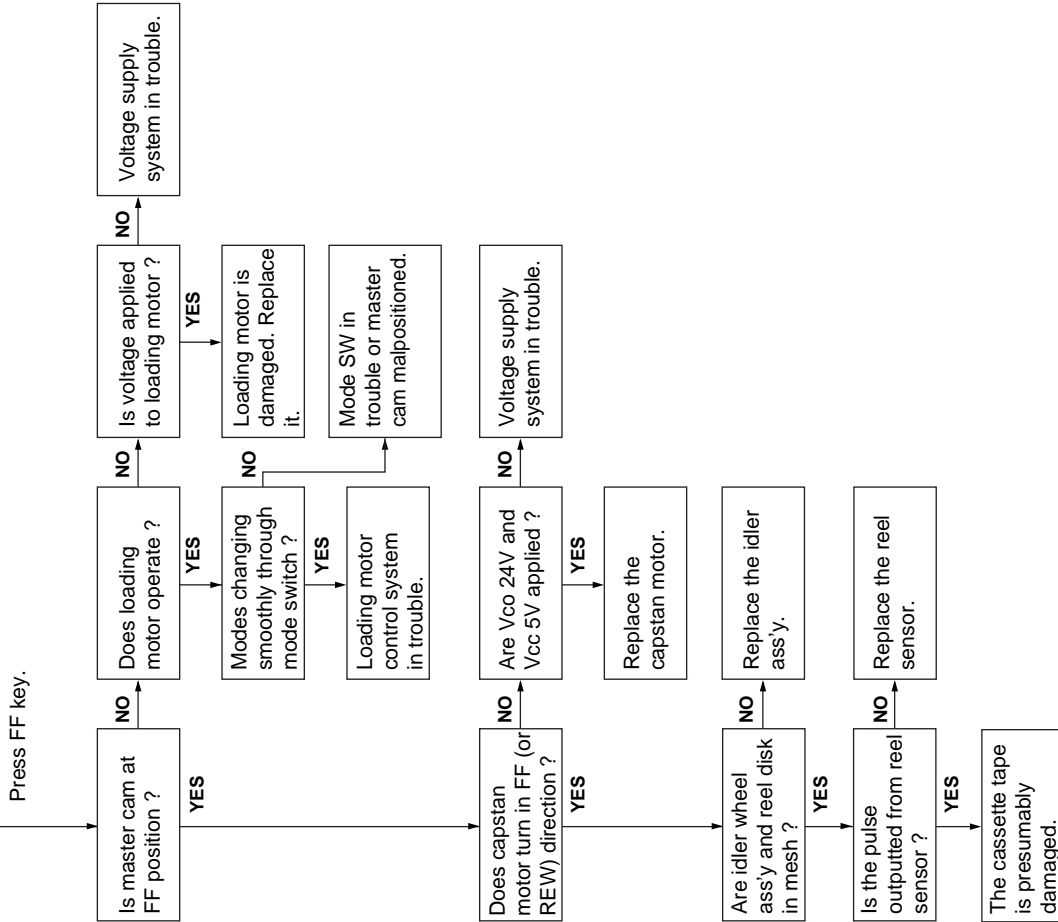 Press FF key.
Is master cam at
FF position ?
NO
Does loading
motor operate ?
NO
Is voltage applied
to loading motor ?
NO
Voltage supply
system in trouble.
YES
YES
YES
Modes changing
smoothly through
mode switch ?
NO
Loading motor is
damaged. Replace
it.
YES
Loading motor
control system
in trouble.
Mode SW in
trouble or master
cam malpositioned.
Does capstan
motor turn in FF (or
REW) direction ?
NO
Are Vco 24V and
Vcc 5V applied ?
NO
Voltage supply
system in trouble.
YES
YES
Replace the
capstan motor.
Are idler wheel
ass'y and reel disk
in mesh ?
NO
Replace the idler
ass'y.
YES
Is the pulse
outputted from reel
sensor ?
NO
Replace the reel
sensor.
YES
The cassette tape
is presumably
damaged.